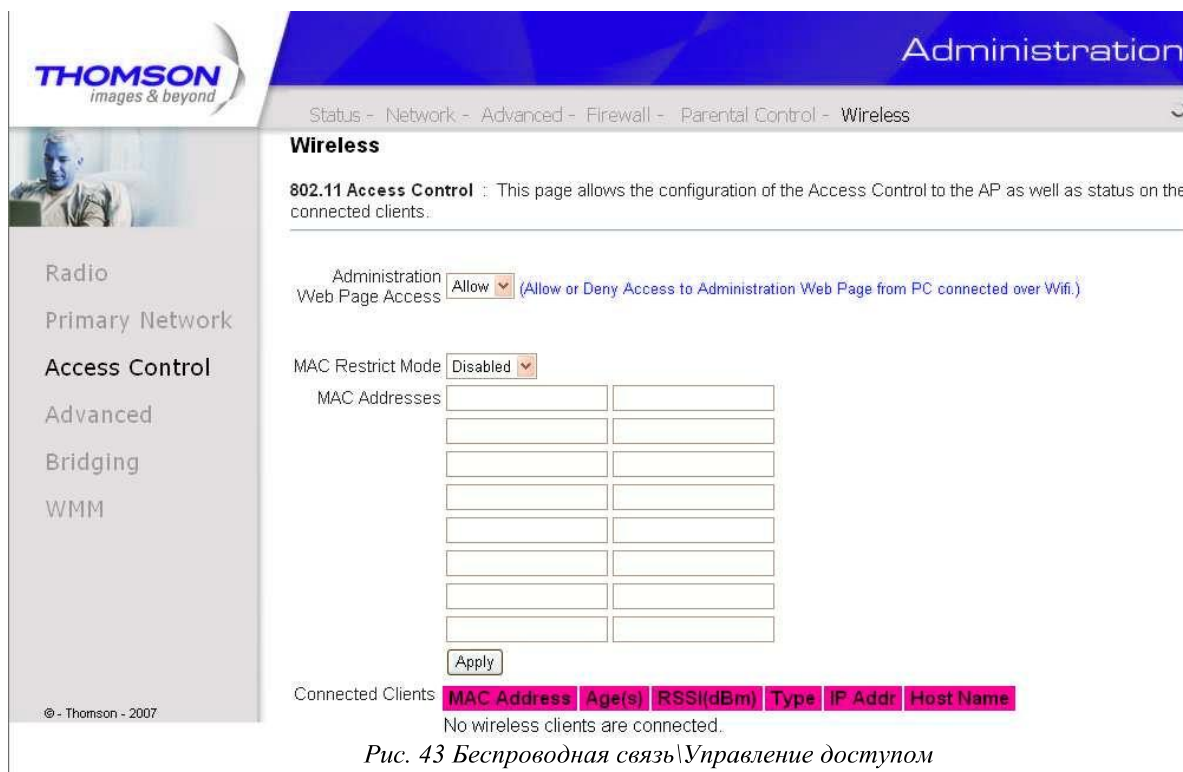 THOMSON
images & beyond
Administration
Status - Network - Advanced - Firewall - Parental Control - Wireless
Wireless
802.11 Access Control : This page allows the configuration of the Access Control to the AP as well as status on the
connected clients.
Radio
Primary Network
Access Control
Advanced
Bridging
WMM
© - Thomson - 2007
Administration
Web Page Access Allow (Allow or Deny Access to Administration Web Page from PC connected over Wifi.)
MAC Restrict Mode Disabled
MAC Addresses
Apply
Connected Clients MAC Address Age(s) RSSI(dBm) Type IP Addr Host Name
No wireless clients are connected.
Рис. 43 Беспроводная связь\Управление доступом